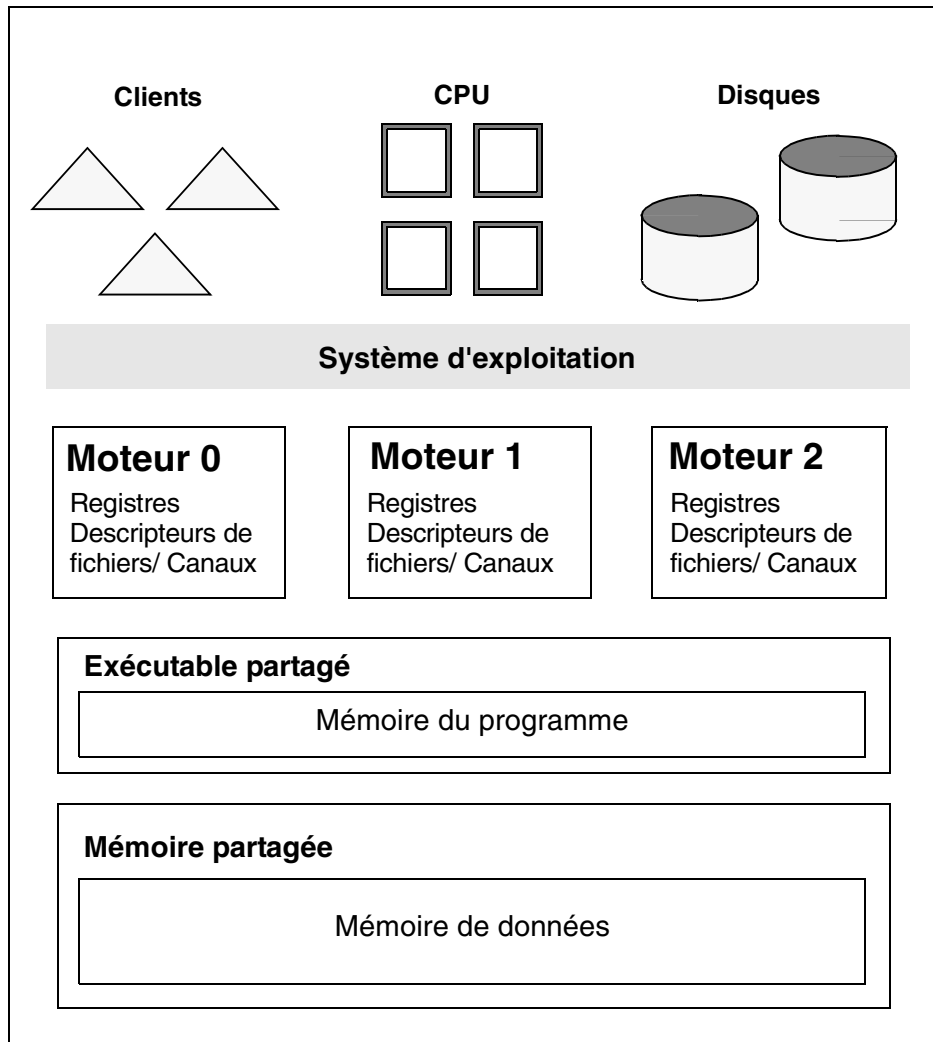 Clients
CPU
Disques
Système d'exploitation
Moteur 0
Registres
Descripteurs de
fichiers/ Canaux
Moteur 1
Registres
Descripteurs de
fichiers/ Canaux
Moteur 2
Registres
Descripteurs de
fichiers/ Canaux
Exécutable partagé
Mémoire du programme
Mémoire partagée
Mémoire de données